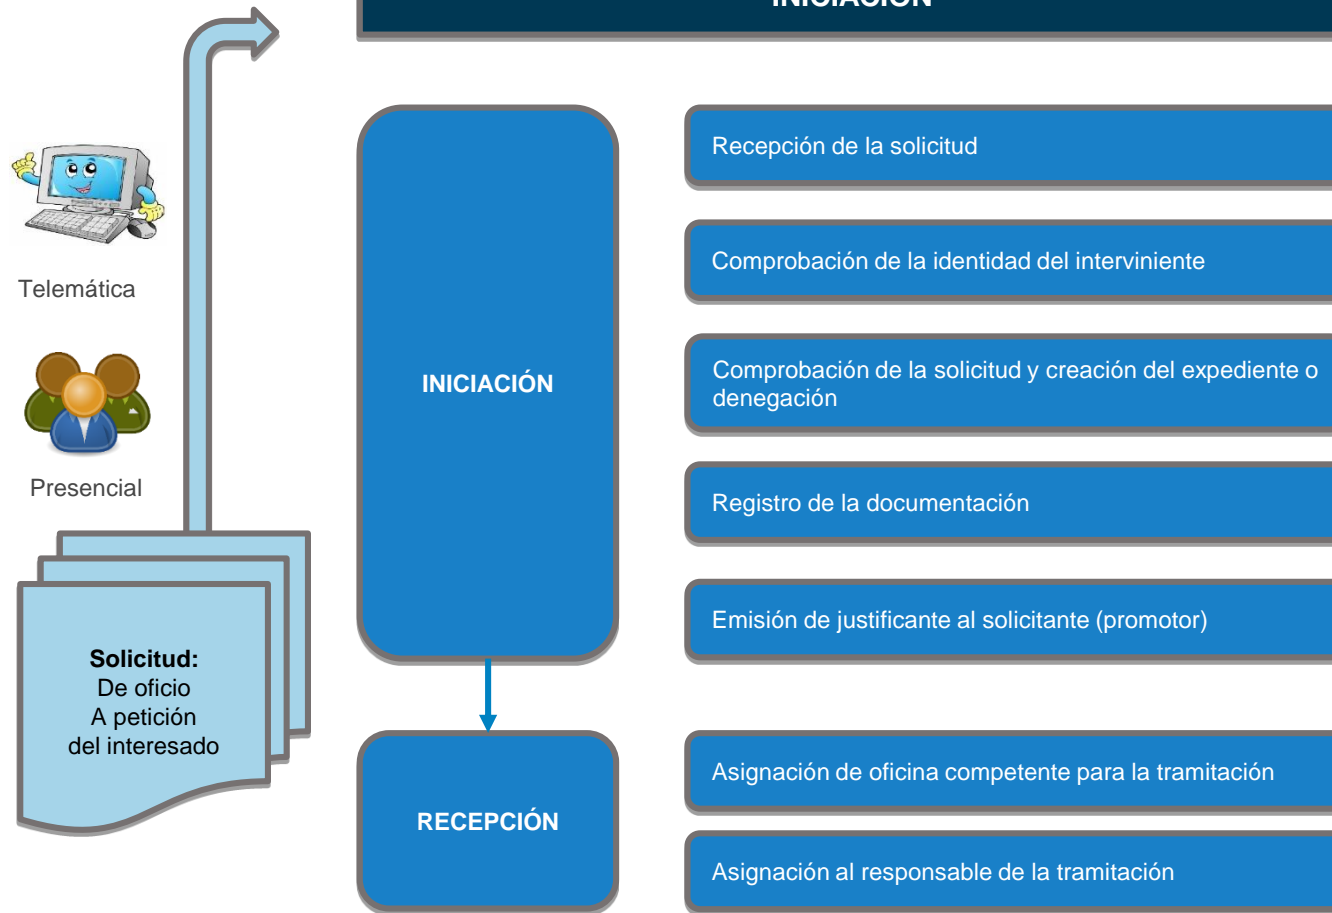 INICIACIÓN
Telemática
Presencial
Solicitud:
De oficio
A petición
del interesado
INICIACIÓN
Recepción de la solicitud
Comprobación de la identidad del interviniente
Comprobación de la solicitud y creación del expediente o
denegación
Registro de la documentación
Emisión de justificante al solicitante (promotor)
RECEPCIÓN
Asignación de oficina competente para la tramitación
Asignación al responsable de la tramitación